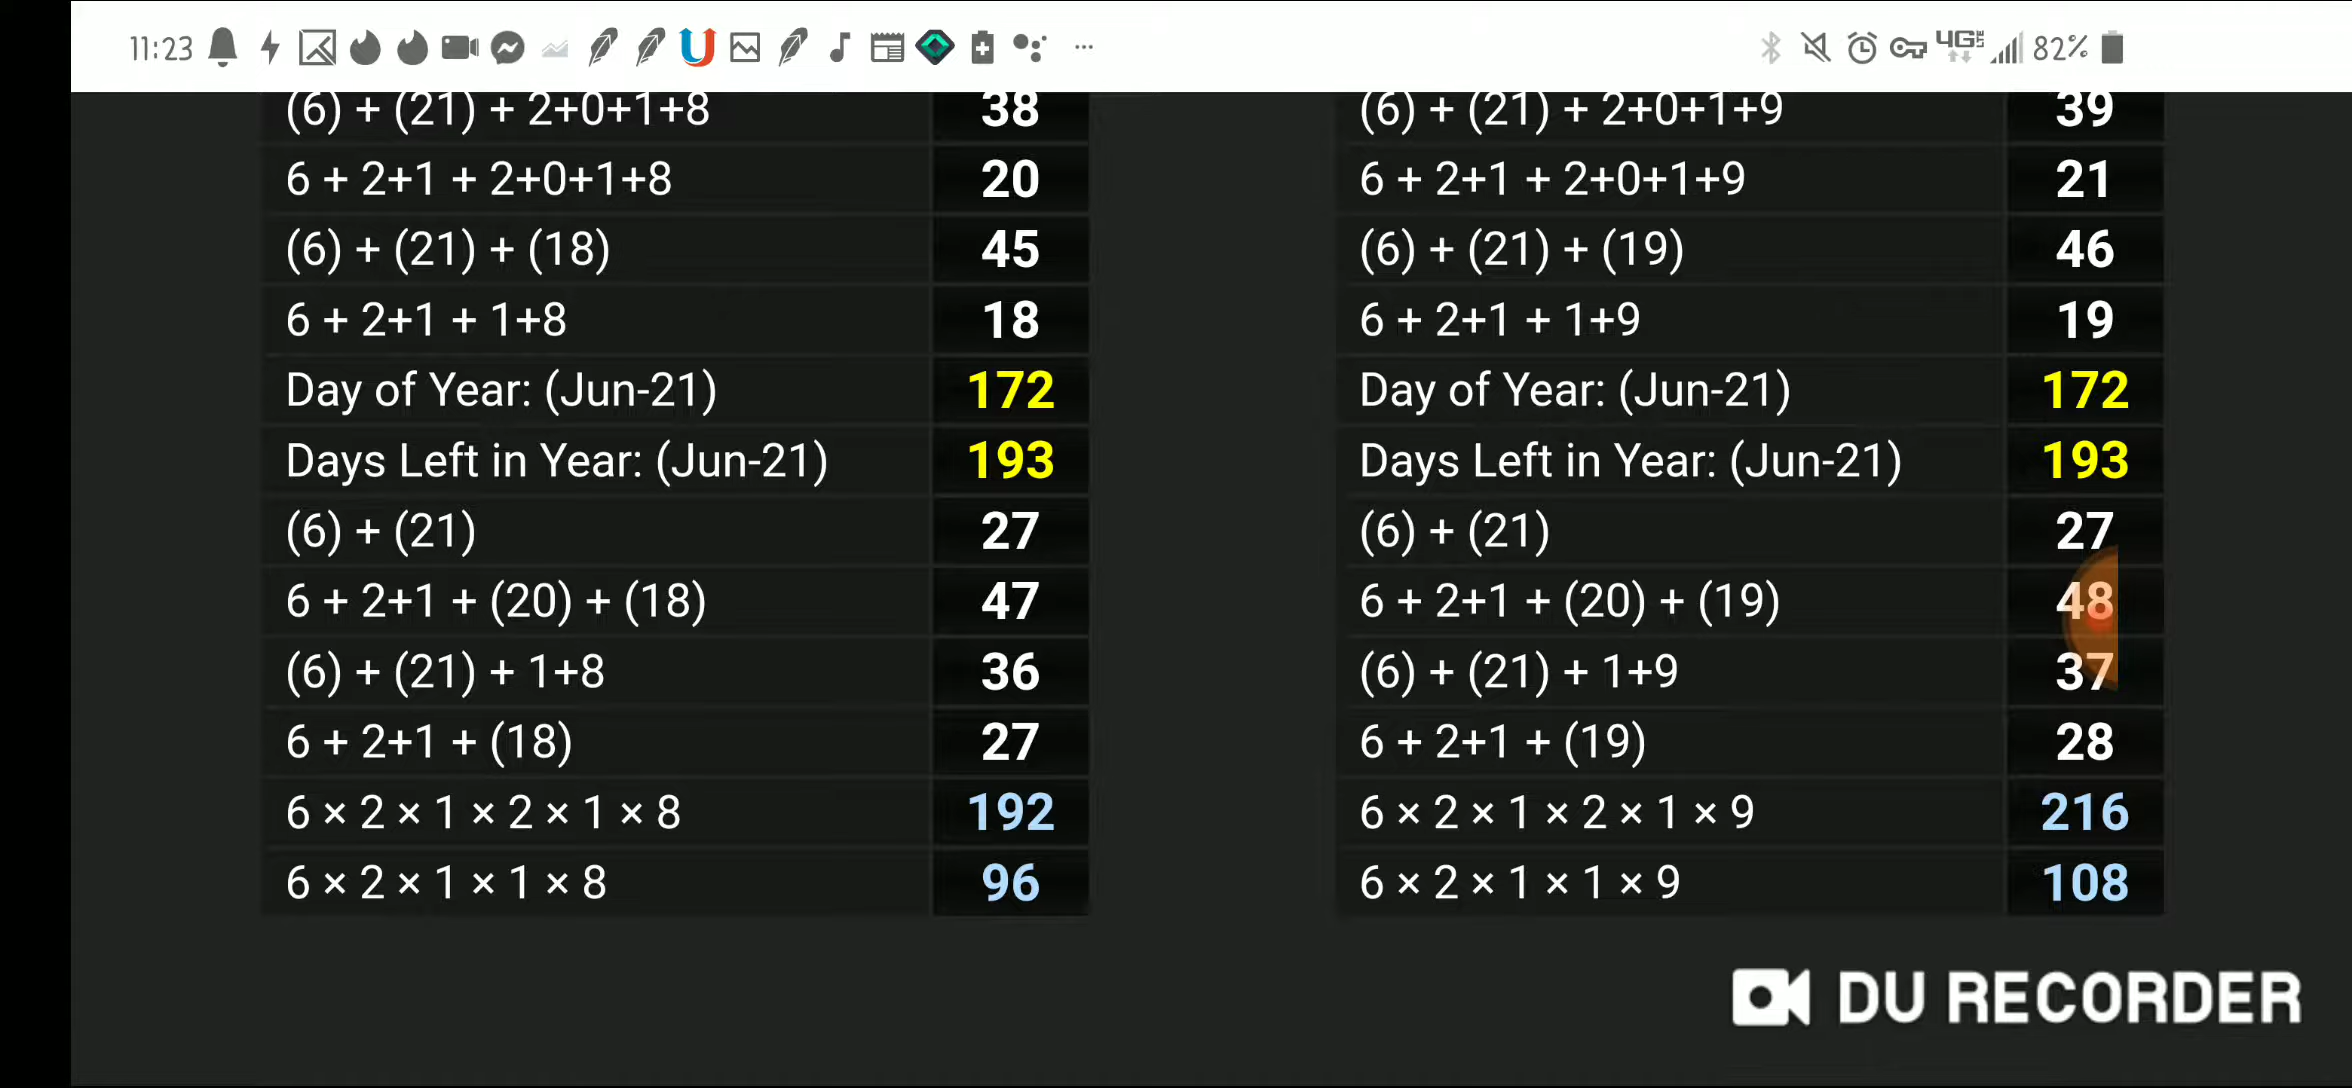 11:23 82%
(6) + (21) + 2+0+1+8 38 (6) + (21) + 2+0+1+9 39
6 + 2+1 + 2+0+1+8 20 6 + 2+1 + 2+0+1+9 21
(6) + (21) + (18) 45 (6) + (21) + (19) 46
6 + 2+1 + 1+8 18 6 + 2+1 + 1+9 19
Day of Year: (Jun-21) 172 Day of Year: (Jun-21) 172
Days Left in Year: (Jun-21) 193 Days Left in Year: (Jun-21) 193
(6) + (21) 27 (6) + (21) 27
6 + 2+1 + (20) + (18) 47 6 + 2+1 + (20) + (19) 48
(6) + (21) + 1+8 36 (6) + (21) + 1+9 37
6 + 2+1 + (18) 27 6 + 2+1 + (19) 28
6 × 2 × 1 × 2 × 1 × 8 192 6 × 2 × 1 × 2 × 1 × 9 216
6 × 2 × 1 × 1 × 8 96 6 × 2 × 1 × 1 × 9 108
DU RECORDER